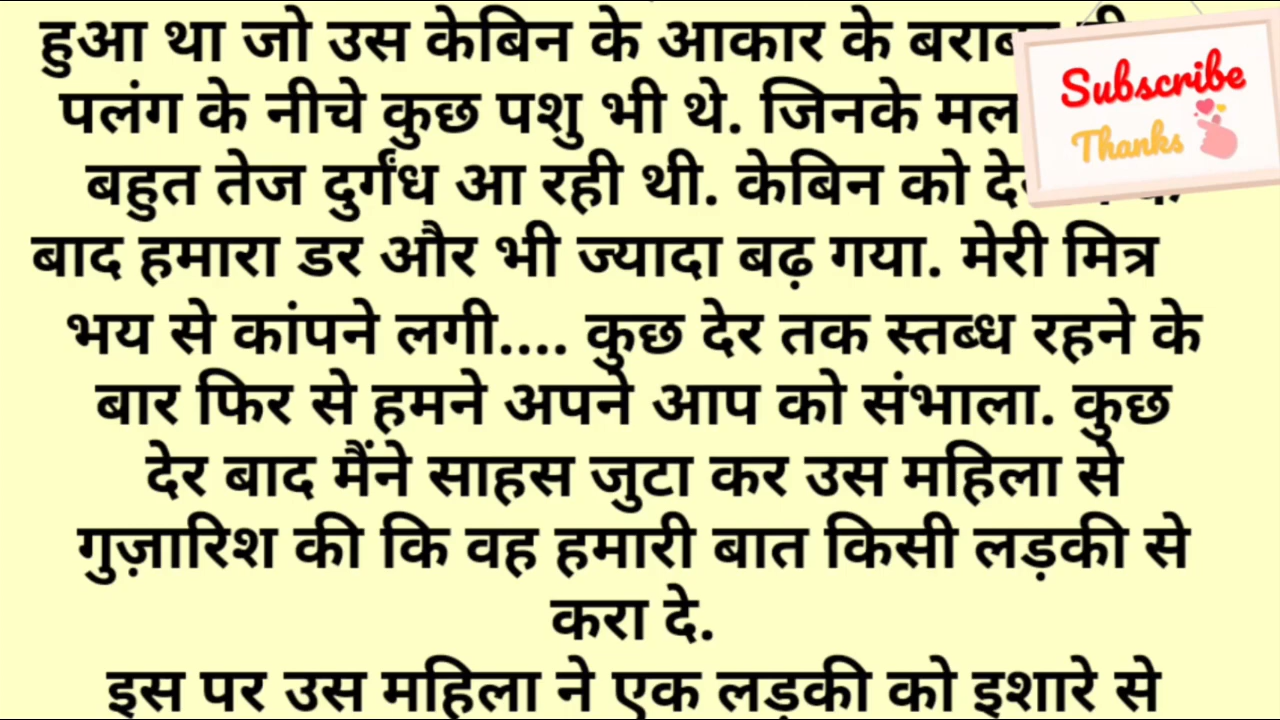 हुआ था जो उस केबिन के आकार के
पलंग के नीचे कुछ पशु भी थे. जिनके मल
बहुत तेज दुर्गंध आ रही थी. केबिन को
बाद हमारा डर और भी ज्यादा बढ़ गया. मेरी मित्र
भय से कांपने लगी.... कुछ देर तक स्तब्ध रहने के
बार फिर से हमने अपने आप को संभाला. कुछ
देर बाद मैंने साहस जुटा कर उस महिला से
गुज़ारिश की कि वह हमारी बात किसी लड़की से
करा दे.
इस पर उस महिला ने एक लड़की को इशारे से
Subscribe
Thanks